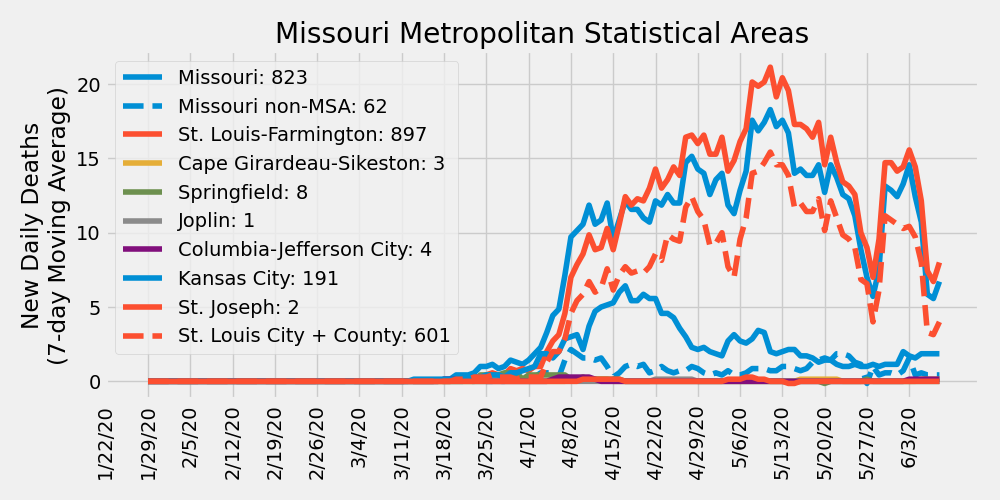 Missouri Metropolitan Statistical Areas
New Daily Deaths
(7-day Moving Average)
20
15
10
5
0
Missouri: 823
Missouri non-MSA: 62
St. Louis-Farmington: 897
Cape Girardeau-Sikeston: 3
Springfield: 8
Joplin: 1
Columbia-Jefferson City: 4
Kansas City: 191
St. Joseph: 2
St. Louis City + County: 601
1/22/20
1/29/20
2/5/20
2/12/20
2/19/20
2/26/20
3/4/20
3/11/20
3/18/20
3/25/20
4/1/20
4/8/20
4/15/20
4/22/20
4/29/20
5/6/20
5/13/20
5/20/20
5/27/20
6/3/20